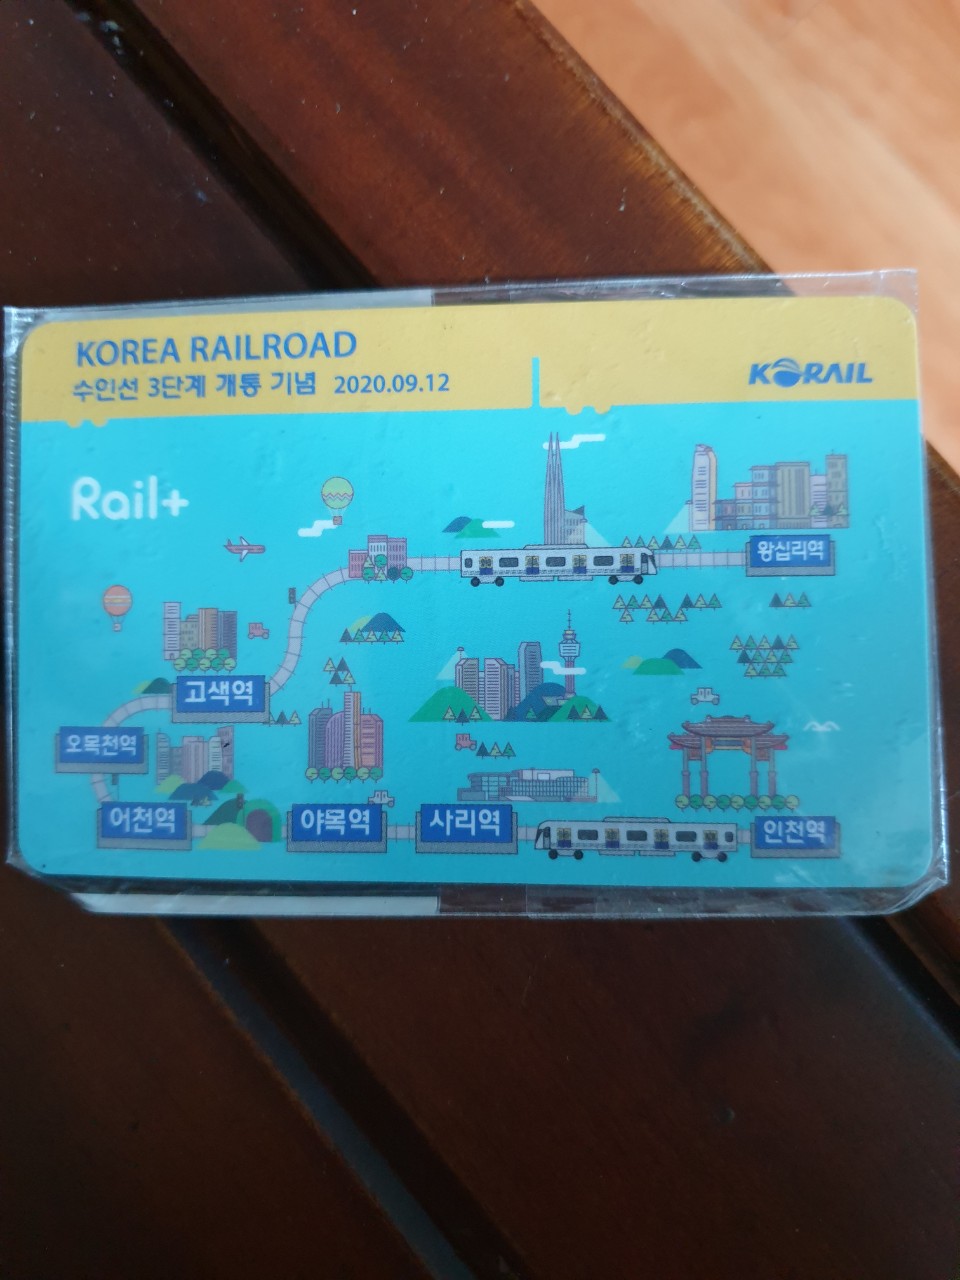 KOREA RAILROAD
수인선 3단계 개통 기념 2020.09.12
KORAIL
Rail+
왕십리역
고색역
오목천역
어천역
야목역
사리역
인천역